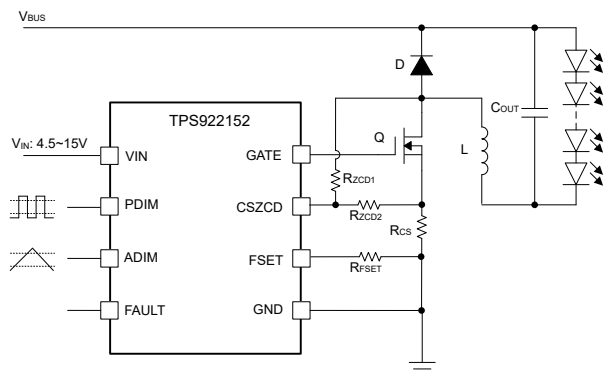 VBUS
D
TPS922152
COUT
VIN: 4.5~15V
VIN
GATE
Q
L
RZCD1
PDIM
CSZCD
RZCD2
RCS
ADIM
FSET
RFSET
FAULT
GND